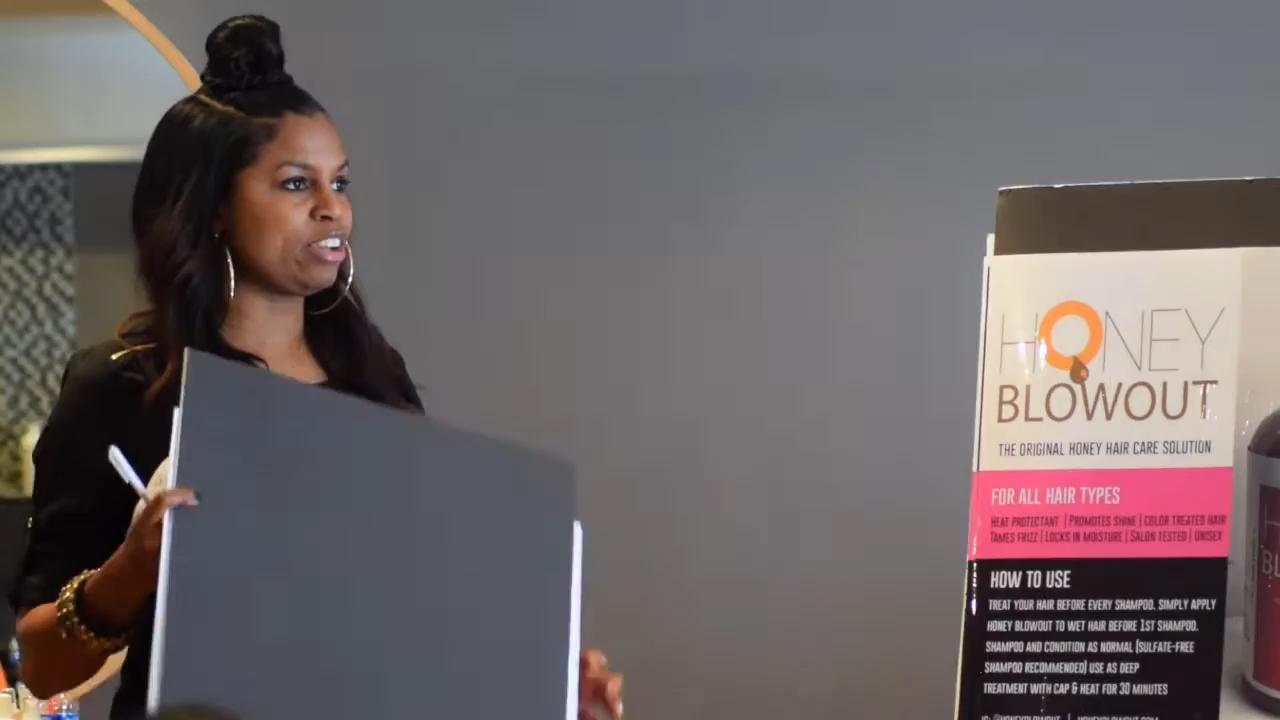 HONEY
BLOWOUT
THE ORIGINAL HONEY HAIR CARE SOLUTION
FOR ALL HAIR TYPES
HEAT PROTECTANT | PROMOTES SHINE | COLOR TREATED HAIR
TAMES FRIZZ | LOCKS IN MOISTURE | SALON TESTED | UNISEX
HOW TO USE
TREAT YOUR HAIR BEFORE EVERY SHAMPOO. SIMPLY APPLY
HONEY BLOWOUT TO WET HAIR BEFORE 1ST SHAMPOO.
SHAMPOO AND CONDITION AS NORMAL (SULFATE-FREE
SHAMPOO RECOMMENDED) USE AS DEEP
TREATMENT WITH CAP & HEAT FOR 30 MINUTES